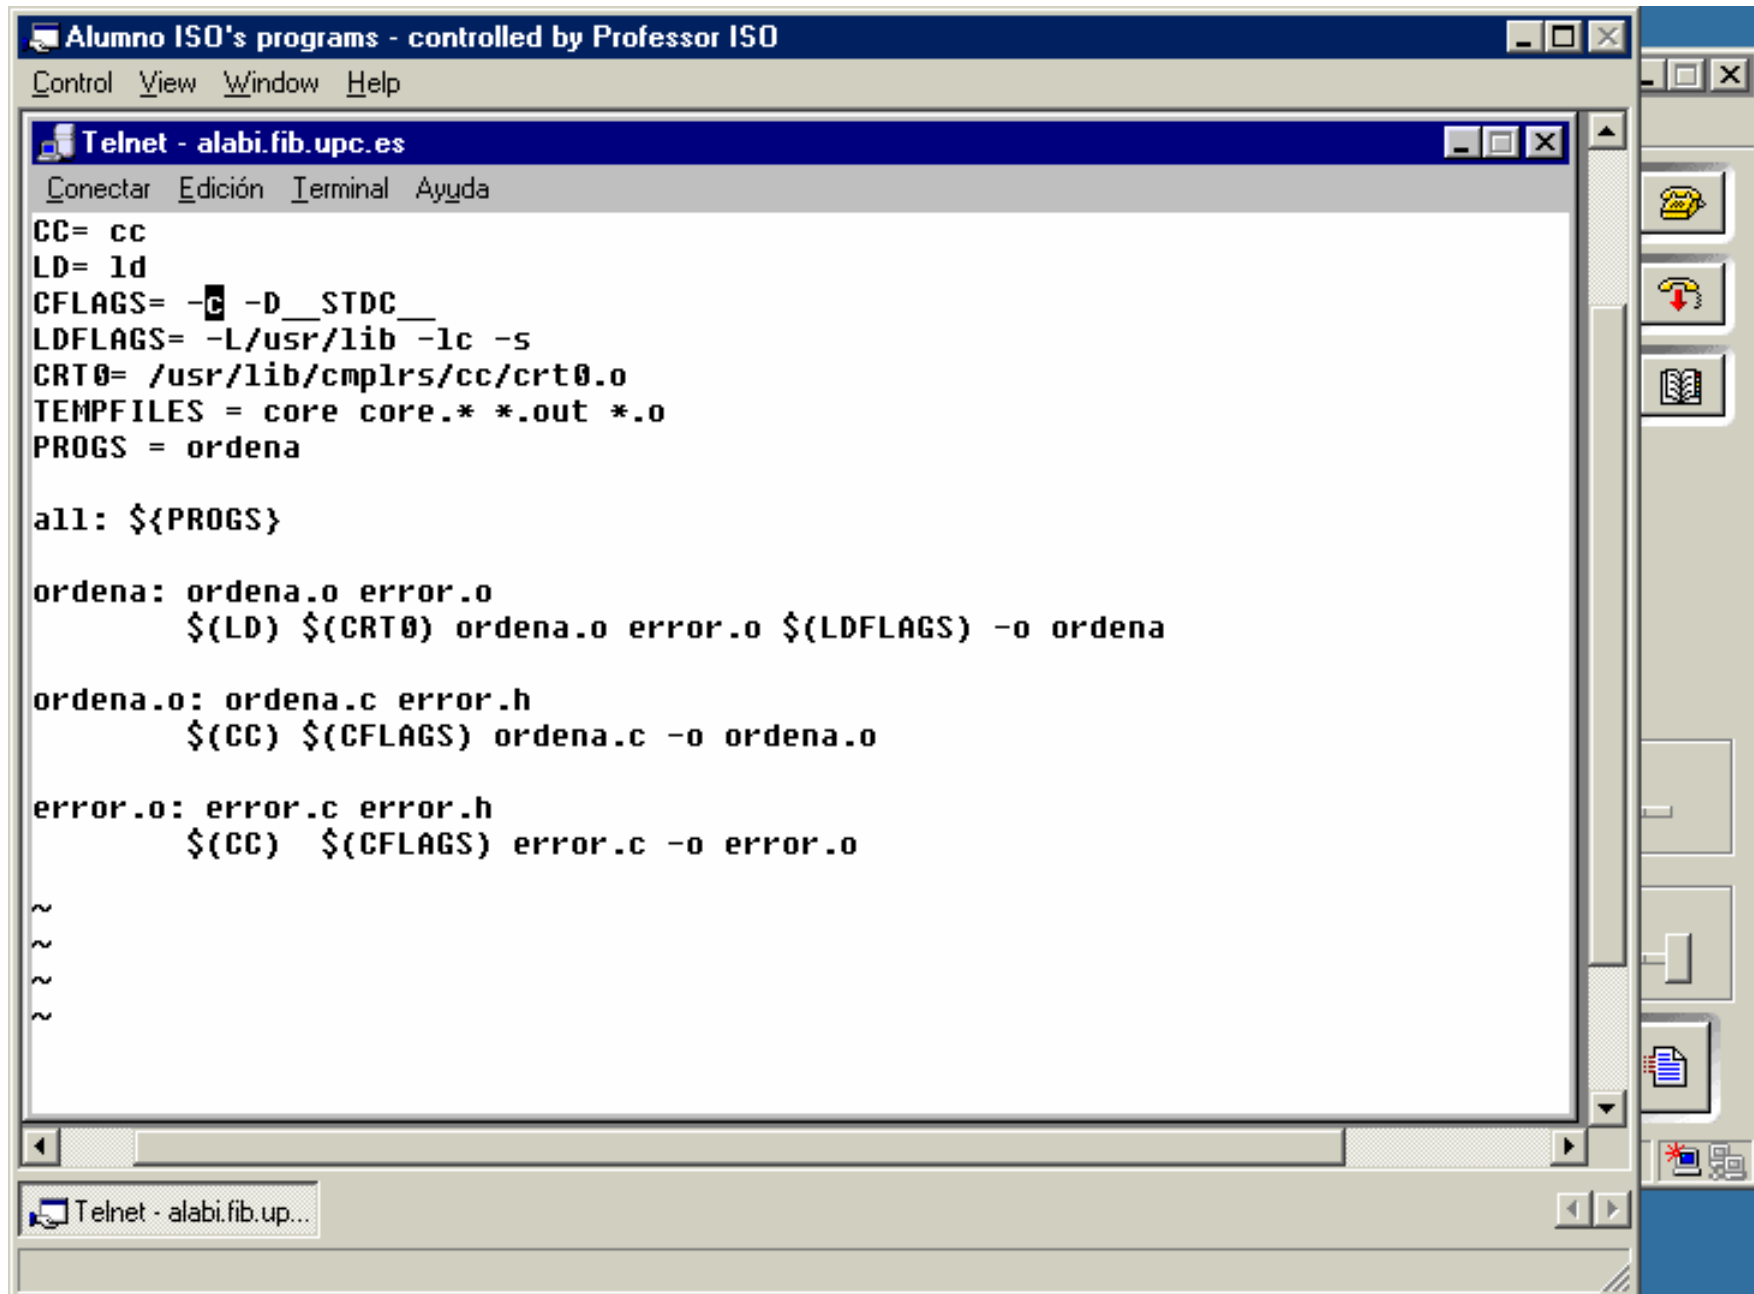 Alumno ISO's programs - controlled by Professor ISO
Control View Window Help
Telnet - alabi.fib.upc.es
Conectar Edición Terminal Ayuda
CC= cc
LD= ld
CFLAGS= -c -D__STDC__
LDFLAGS= -L/usr/lib -lc -s
CRT0= /usr/lib/cmplrs/cc/crt0.o
TEMPFILES = core core.* *.out *.o
PROGS = ordena
all: ${PROGS}
ordena: ordena.o error.o
$(LD) $(CRT0) ordena.o error.o $(LDFLAGS) -o ordena
ordena.o: ordena.c error.h
$(CC) $(CFLAGS) ordena.c -o ordena.o
error.o: error.c error.h
$(CC)  $(CFLAGS) error.c -o error.o
~
~
~
~
Telnet - alabi.fib.up...